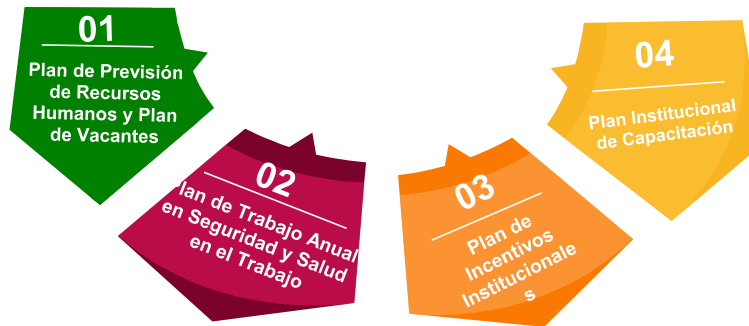 01
Plan de Previsión
de Recursos
Humanos y Plan
de Vacantes
02
lan de Trabajo Anual
en Seguridad y Salud
en el Trabajo
03
Plan de
Incentivos
Institucionale
s
04
Plan Institucional
de Capacitación